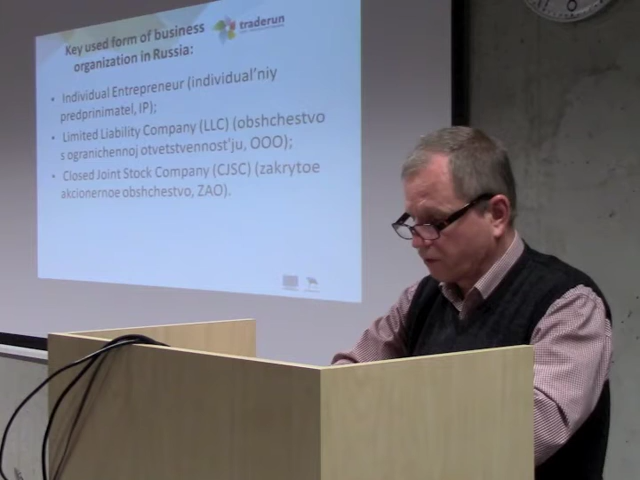 traderun
Key used form of business
organization in Russia:
• Individual Entrepreneur (individual'niy
predprinimatel, IP);
• Limited Liability Company (LLC) (obshchestvo
s ogranichennoj otvetstvennost'ju, OOO);
• Closed Joint Stock Company (CJSC) (zakrytoe
akcionernoe obshchestvo, ZAO).